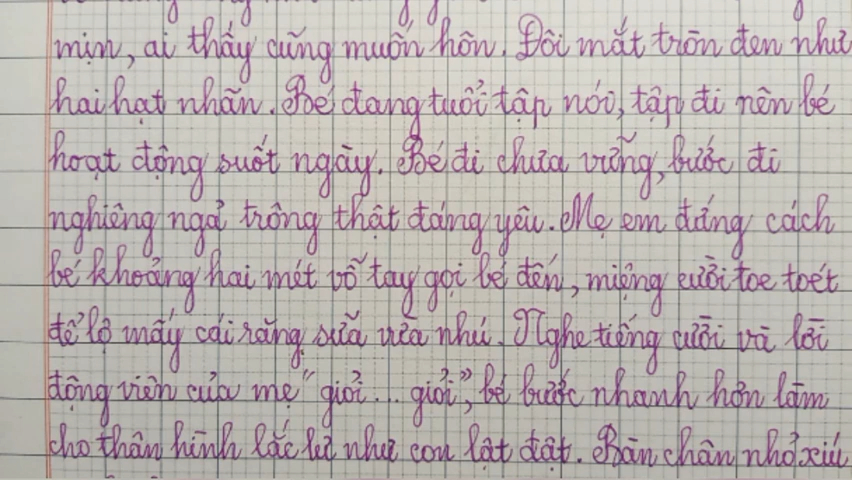 mịn, ai thấy cũng muốn hôn. Đôi mắt tròn đen như
hai hạt nhãn. Bé đang tuổi tập nói, tập đi nên bé
hoạt động suốt ngày. Bé đi chưa vững, bước đi
nghiêng ngả trông thật đáng yêu. Mẹ em đứng cách
bé khoảng hai mét vỗ tay gọi bé đến, miệng cười toe toét
để lộ mấy cái răng sữa vừa nhú. Nghe tiếng cười và lời
động viên của mẹ "giỏi... giỏi", bé bước nhanh hơn làm
cho thân hình lắc lư như con lật đật. Bàn chân nhỏ xíu